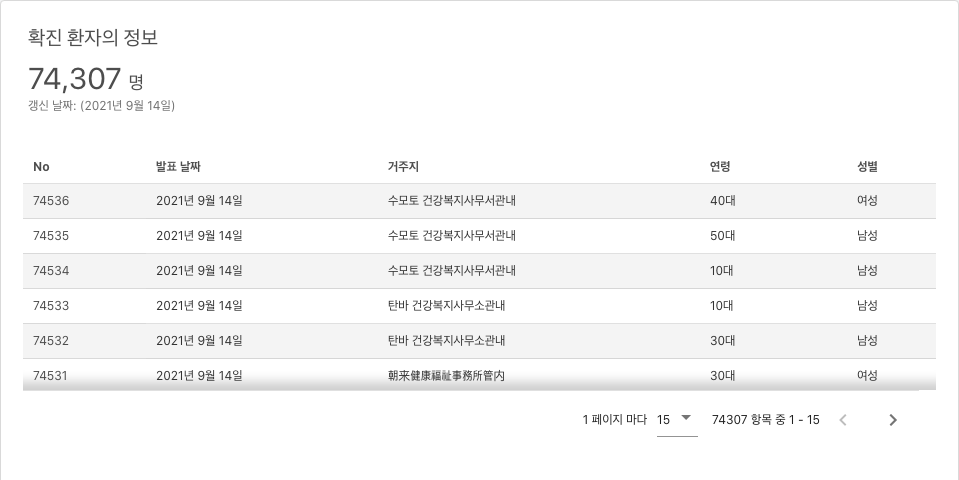 확진 환자의 정보
74,307 명
갱신 날짜: (2021년 9월 14일)
No 발표 날짜 거주지 연령 성별
74536 2021년 9월 14일 수모토 건강복지사무서관내 40대 여성
74535 2021년 9월 14일 수모토 건강복지사무서관내 50대 남성
74534 2021년 9월 14일 수모토 건강복지사무서관내 10대 남성
74533 2021년 9월 14일 탄바 건강복지사무소관내 10대 남성
74532 2021년 9월 14일 탄바 건강복지사무소관내 30대 남성
74531 2021년 9월 14일 朝来健康福祉事務所管内 30대 여성
1 페이지 마다 15 74307 항목 중 1 - 15